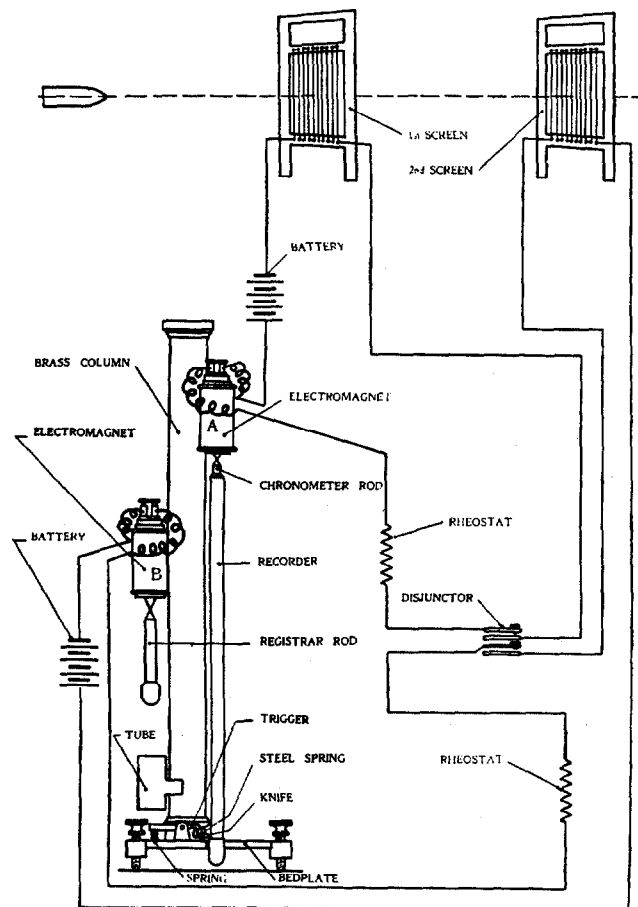 1st SCREEN
2nd SCREEN
BATTERY
BRASS COLUMN
A
ELECTROMAGNET
ELECTROMAGNET
CHRONOMETER ROD
RHEOSTAT
BATTERY
B
RECORDER
DISJUNCTOR
REGISTRAR ROD
TRIGGER
TUBE
STEEL SPRING
RHEOSTAT
KNIFE
SPRING
BEDPLATE